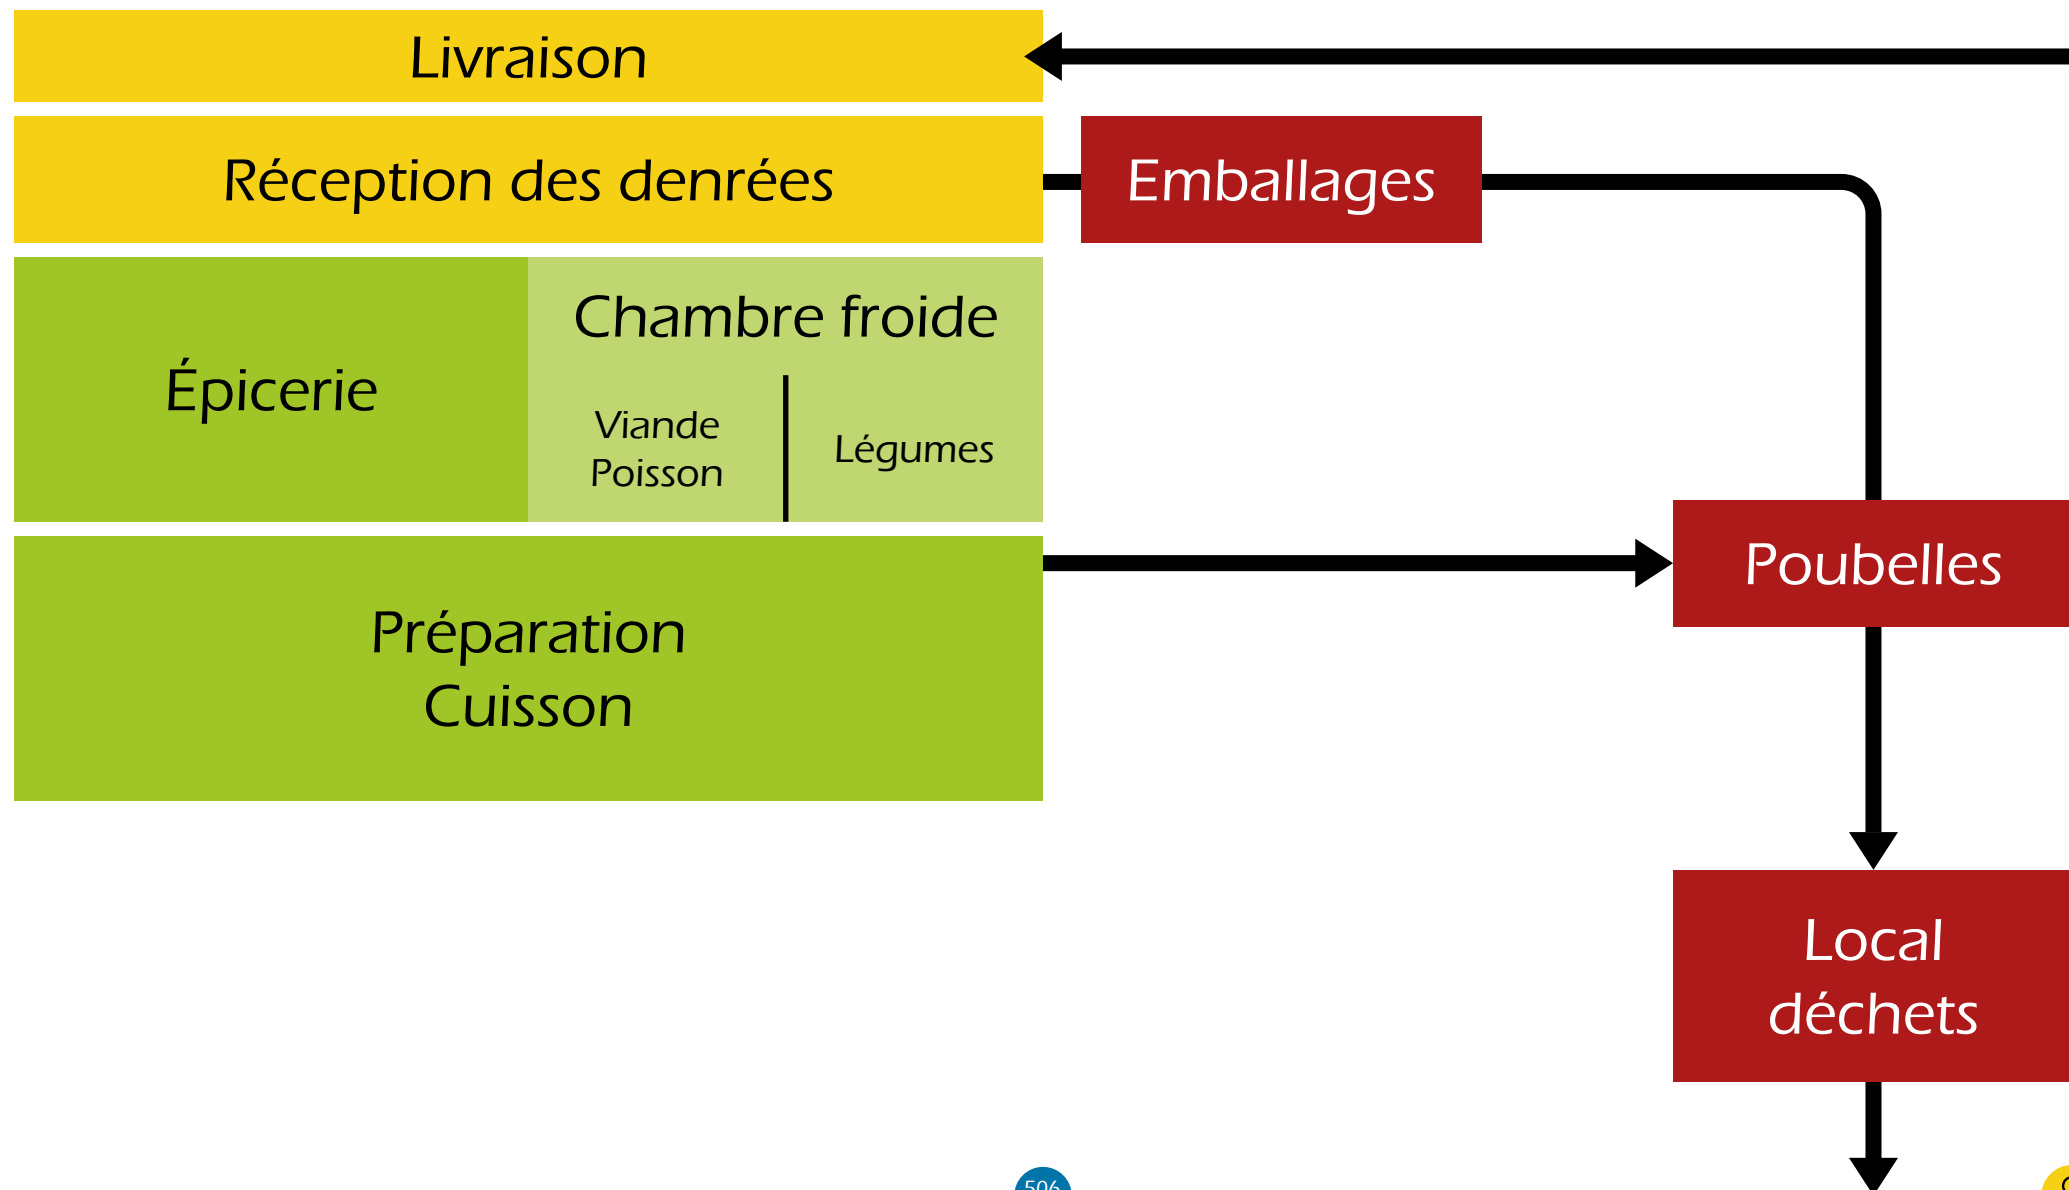 Livraison
Réception des denrées
Emballages
Épicerie
Chambre froide
Viande
Poisson
Légumes
Préparation
Cuisson
Poubelles
Local
déchets